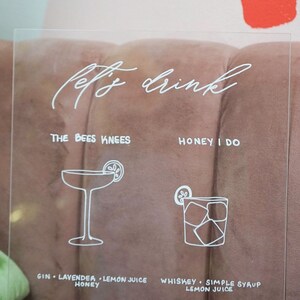 let's drink
THE BEES KNEES
HONEY I DO
GIN • LAVENDER • LEMON JUICE
HONEY
WHISKEY • SIMPLE SYRUP
LEMON JUICE